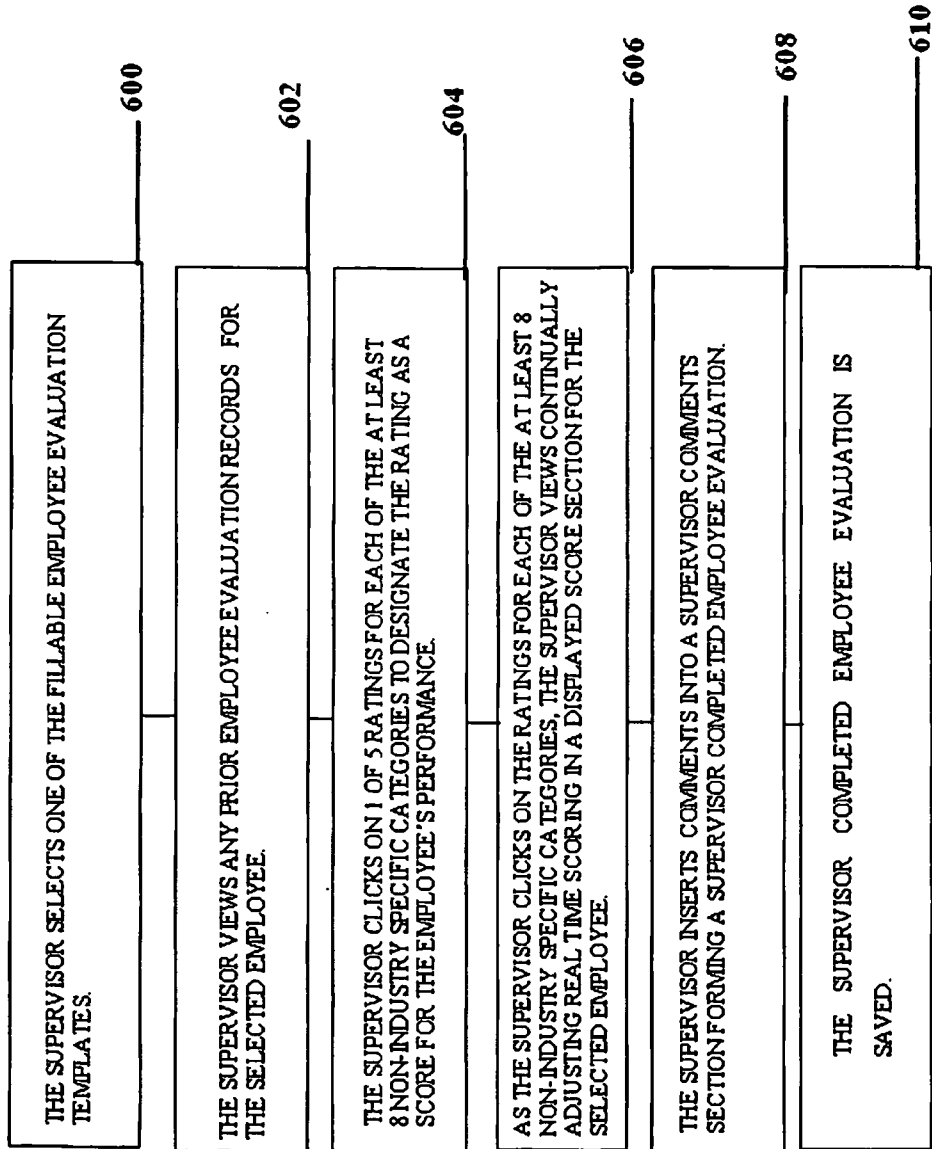 THE SUPERVISOR SELECTS ONE OF THE FILLABLE EMPLOYEE EVALUATION
TEMPLATES.
600
THE SUPERVISOR VIEWS ANY PRIOR EMPLOYEE EVALUATION RECORDS FOR
THE SELECTED EMPLOYEE.
602
THE SUPERVISOR CLICKS ON 1 OF 5 RATINGS FOR EACH OF THE AT LEAST
8 NON-INDUSTRY SPECIFIC CATEGORIES TO DESIGNATE THE RATING AS A
SCORE FOR THE EMPLOYEE'S PERFORMANCE.
604
AS THE SUPERVISOR CLICKS ON THE RATINGS FOR EACH OF THE AT LEAST 8
NON-INDUSTRY SPECIFIC CATEGORIES, THE SUPERVISOR VIEWS CONTINUALLY
ADJUSTING REAL TIME SCORING IN A DISPLAYED SCORE SECTION FOR THE
SELECTED EMPLOYEE.
606
THE SUPERVISOR INSERTS COMMENTS INTO A SUPERVISOR COMMENTS
SECTION FORMING A SUPERVISOR COMPLETED EMPLOYEE EVALUATION.
608
THE SUPERVISOR COMPLETED EMPLOYEE EVALUATION IS
SAVED.
610